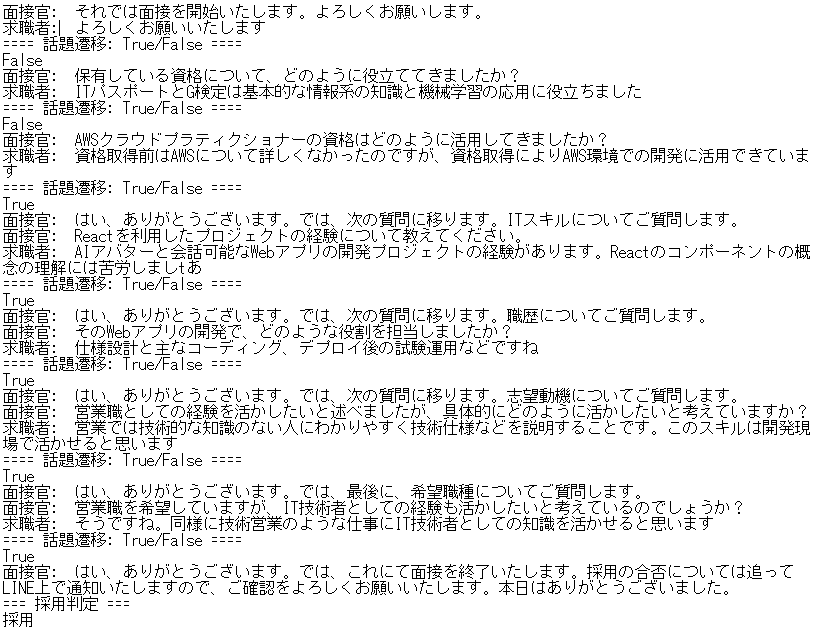 面接官:　それでは面接を開始いたします。よろしくお願いします。
求職者:　よろしくお願いいたします
==== 話題遷移: True/False ====
False
面接官:　保有している資格について、どのように役立ててきましたか？
求職者:　ITパスポートとG検定は基本的な情報系の知識と機械学習の応用に役立ちました
==== 話題遷移: True/False ====
False
面接官:　AWSクラウドプラティクショナーの資格はどのように活用してきましたか？
求職者:　資格取得前はAWSについて詳しくなかったのですが、資格取得によりAWS環境での開発に活用できていま
す
==== 話題遷移: True/False ====
True
面接官:　はい、ありがとうございます。では、次の質問に移ります。ITスキルについてご質問します。
面接官:　Reactを利用したプロジェクトの経験について教えてください。
求職者:　AIアバターと会話可能なWebアプリの開発プロジェクトの経験があります。Reactのコンポーネントの概
念の理解には苦労しましtあ
==== 話題遷移: True/False ====
True
面接官:　はい、ありがとうございます。では、次の質問に移ります。職歴についてご質問します。
面接官:　そのWebアプリの開発で、どのような役割を担当しましたか？
求職者:　仕様設計と主なコーディング、デプロイ後の試験運用などですね
==== 話題遷移: True/False ====
True
面接官:　はい、ありがとうございます。では、次の質問に移ります。志望動機についてご質問します。
面接官:　営業職としての経験を活かしたいと述べましたが、具体的にどのように活かしたいと考えていますか？
求職者:　営業では技術的な知識のない人にわかりやすく技術仕様などを説明することです。このスキルは開発現
場で活かせると思います
==== 話題遷移: True/False ====
True
面接官:　はい、ありがとうございます。では、最後に、希望職種についてご質問します。
面接官:　営業職を希望していますが、IT技術者としての経験も活かしたいと考えているのでしょうか？
求職者:　そうですね。同様に技術営業のような仕事にIT技術者としての知識を活かせると思います
==== 話題遷移: True/False ====
True
面接官:　はい、ありがとうございます。では、これにて面接を終了いたします。採用の合否については追って
LINE上で通知いたしますので、ご確認をよろしくお願いいたします。本日はありがとうございました。
=== 採用判定 ===
採用